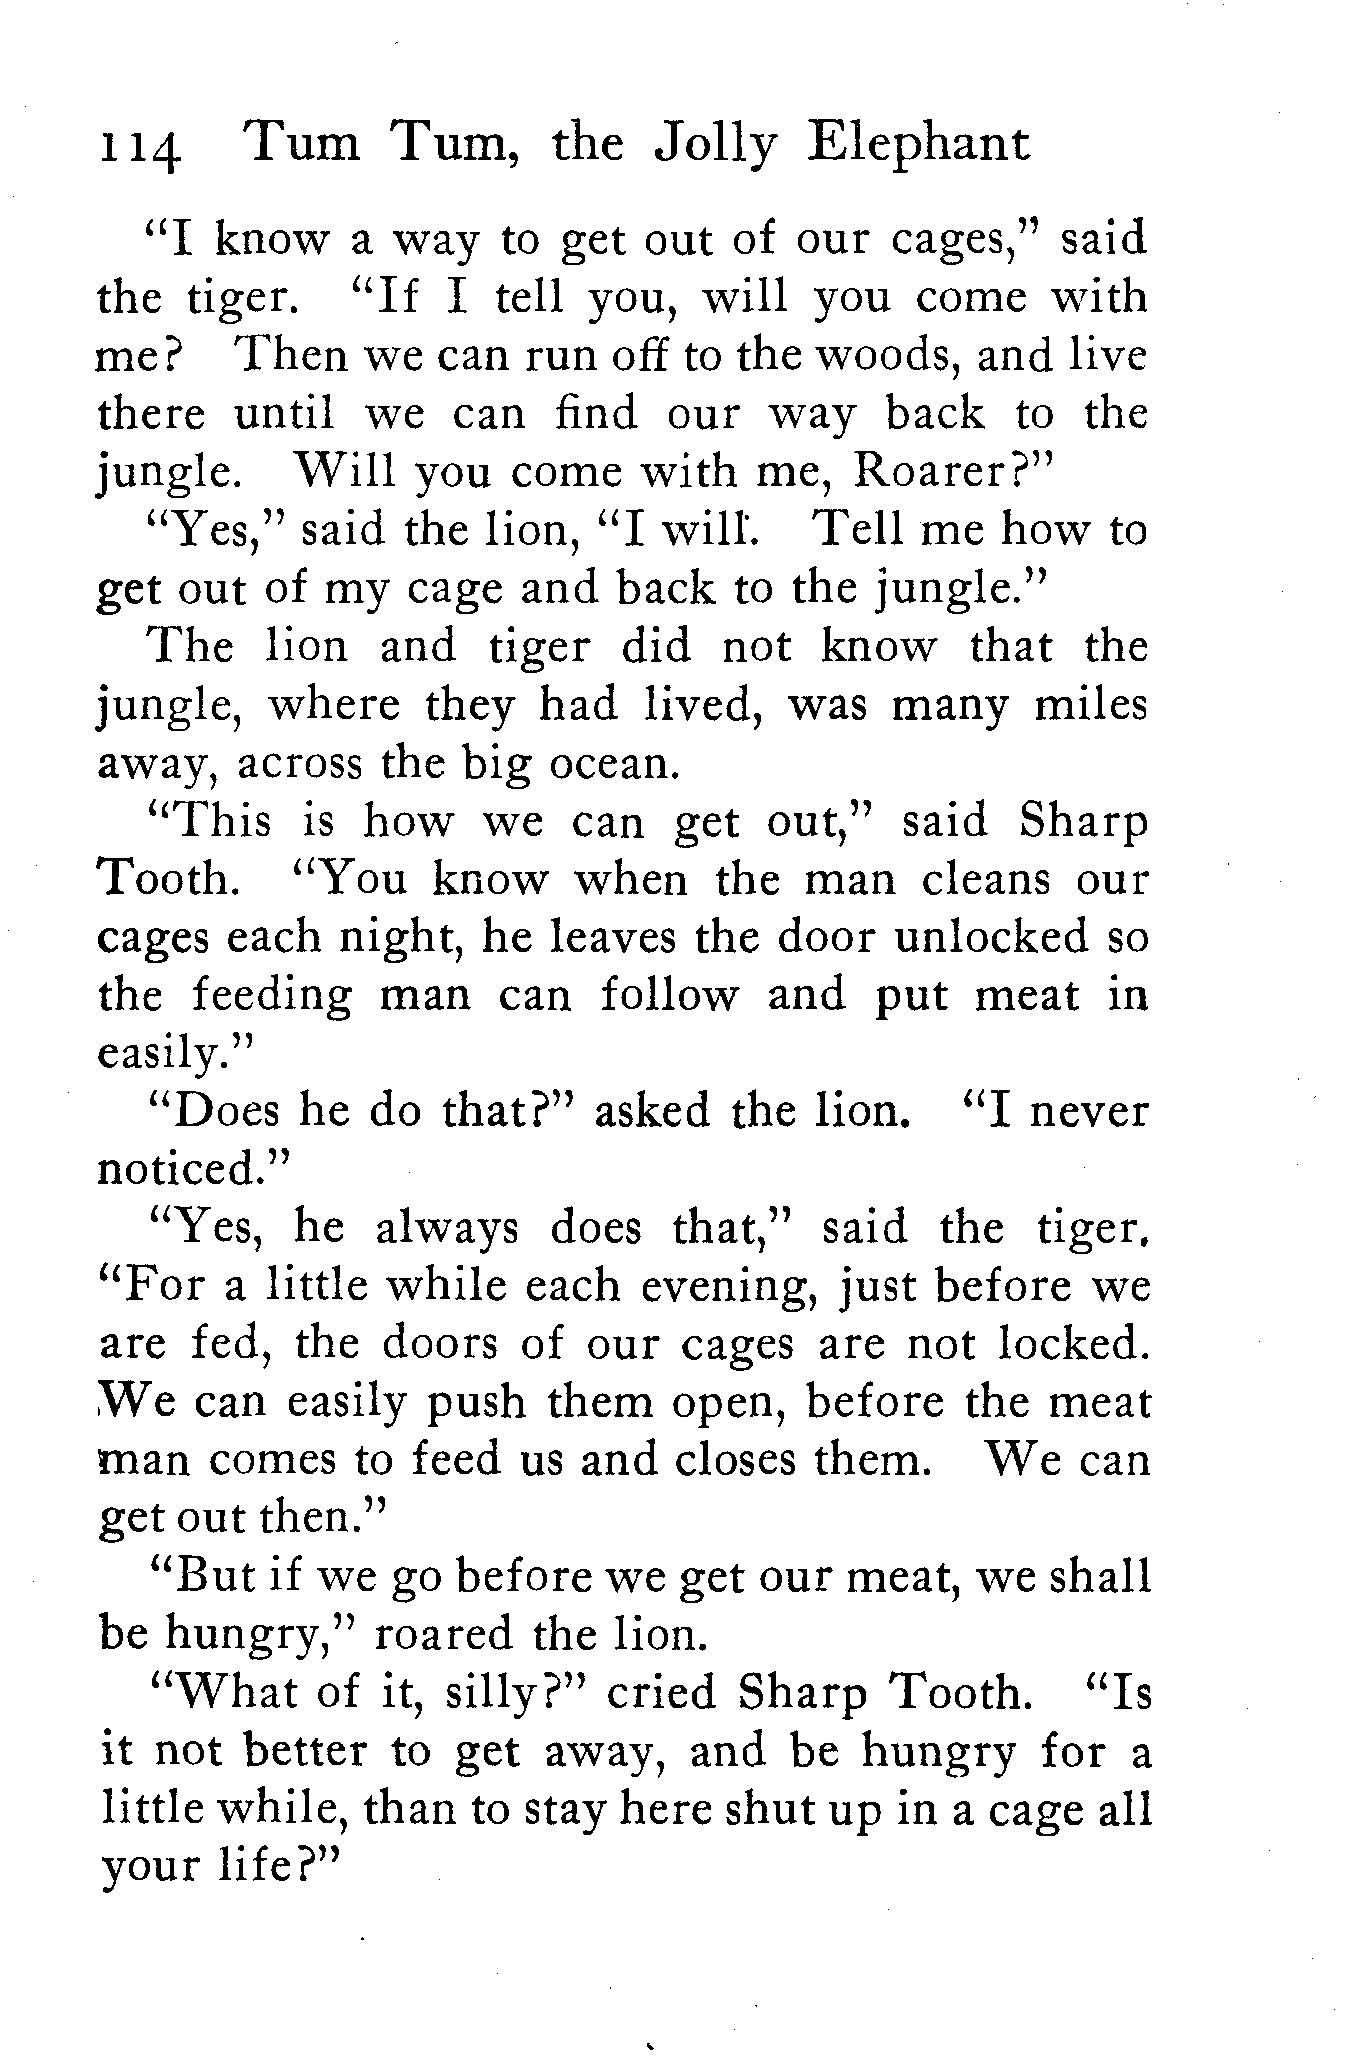 114 Tum Tum, the Jolly Elephant
"I know a way to get out of our cages," said
the tiger. "If I tell you, will you come with
me? Then we can run off to the woods, and live
there until we can find our way back to the
jungle. Will you come with me, Roarer?"
"Yes," said the lion, "I will. Tell me how to
get out of my cage and back to the jungle."
The lion and tiger did not know that the
jungle, where they had lived, was many miles
away, across the big ocean.
"This is how we can get out," said Sharp
Tooth. "You know when the man cleans our
cages each night, he leaves the door unlocked so
the feeding man can follow and put meat in
easily."
"Does he do that?" asked the lion. "I never
noticed."
"Yes, he always does that," said the tiger.
"For a little while each evening, just before we
are fed, the doors of our cages are not locked.
We can easily push them open, before the meat
man comes to feed us and closes them. We can
get out then."
"But if we go before we get our meat, we shall
be hungry," roared the lion.
"What of it, silly?" cried Sharp Tooth. "Is
it not better to get away, and be hungry for a
little while, than to stay here shut up in a cage all
your life?"